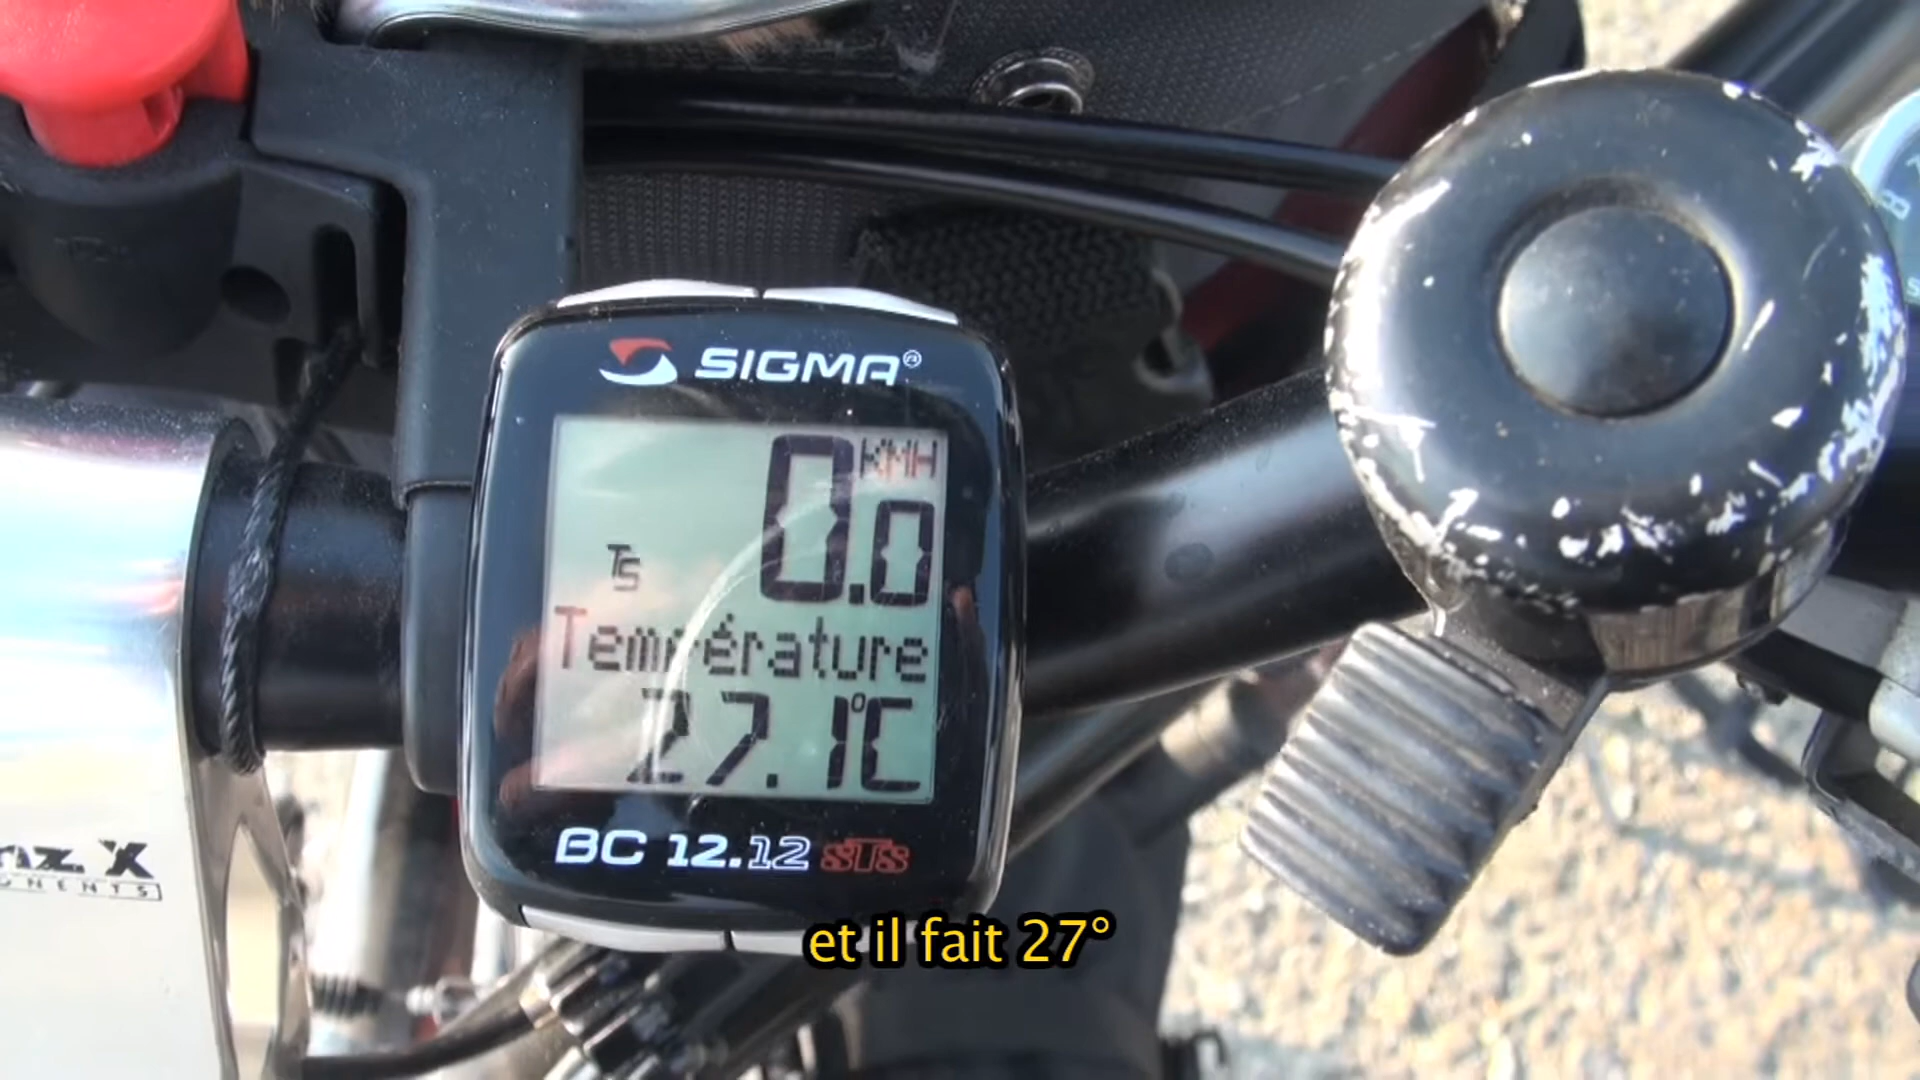 SIGMA®
KMH
0.0
Ts
Température
27.1°C
BC 12.12 STS
et il fait 27°